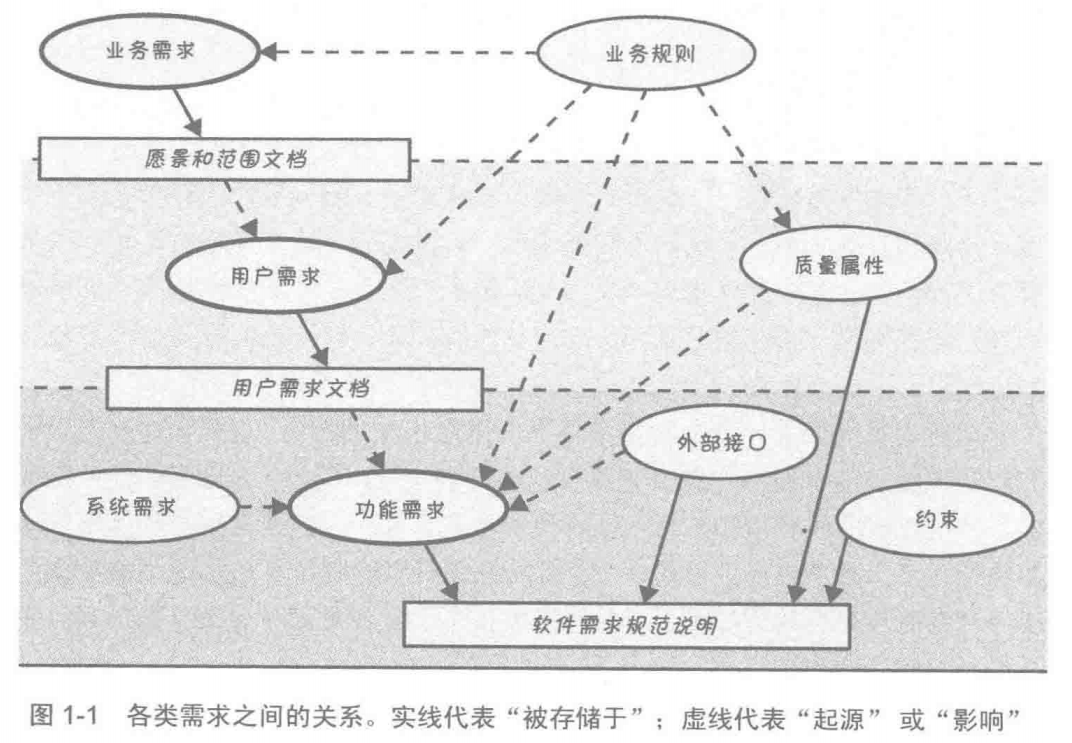 业务需求
业务规则
愿景和范围文档
用户需求
质量属性
用户需求文档
外部接口
系统需求
功能需求
约束
软件需求规范说明
图 1-1 各类需求之间的关系。实线代表“被存储于”；虚线代表“起源” 或“影响”